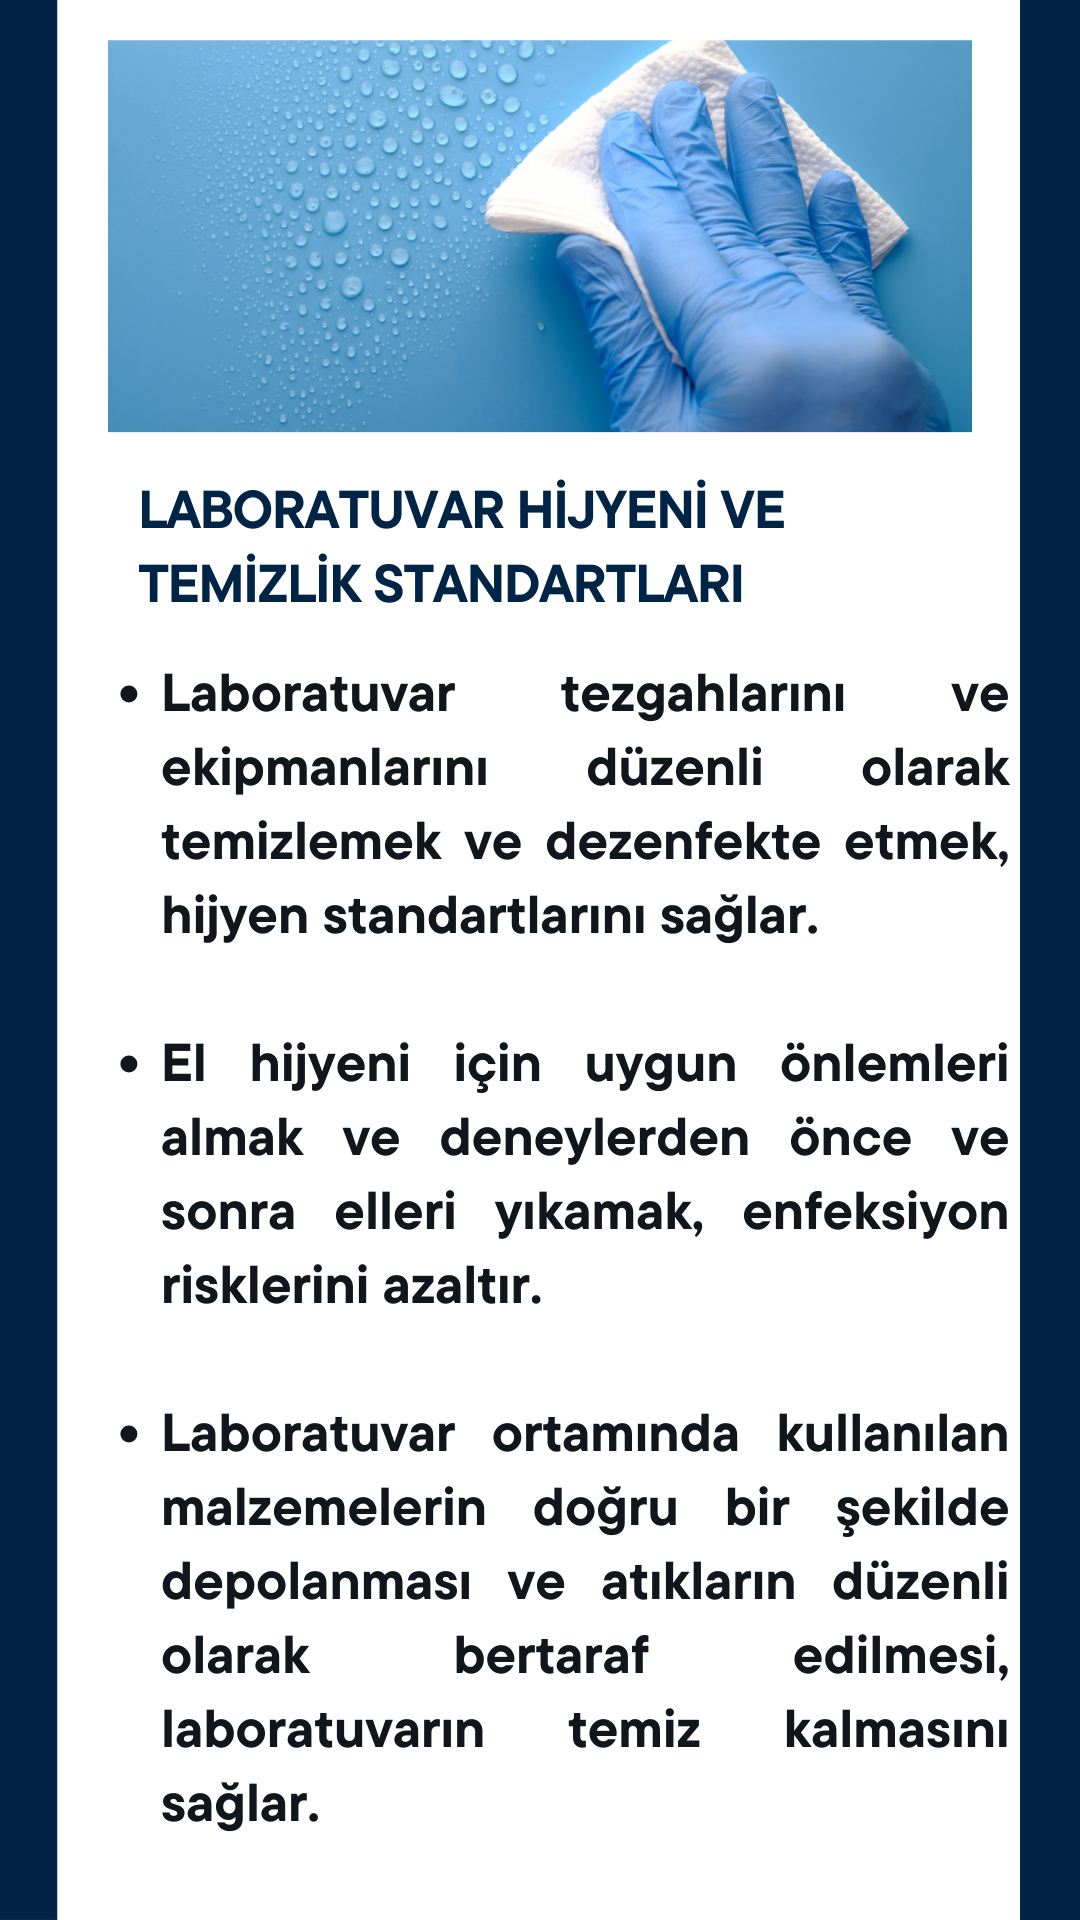 LABORATUVAR HİJYENİ VE
TEMİZLİK STANDARTLARI
• Laboratuvar tezgahlarını ve
ekipmanlarını düzenli olarak
temizlemek ve dezenfekte etmek,
hijyen standartlarını sağlar.
• El hijyeni için uygun önlemleri
almak ve deneylerden önce ve
sonra elleri yıkamak, enfeksiyon
risklerini azaltır.
• Laboratuvar ortamında kullanılan
malzemelerin doğru bir şekilde
depolanması ve atıkların düzenli
olarak bertaraf edilmesi,
laboratuvarın temiz kalmasını
sağlar.